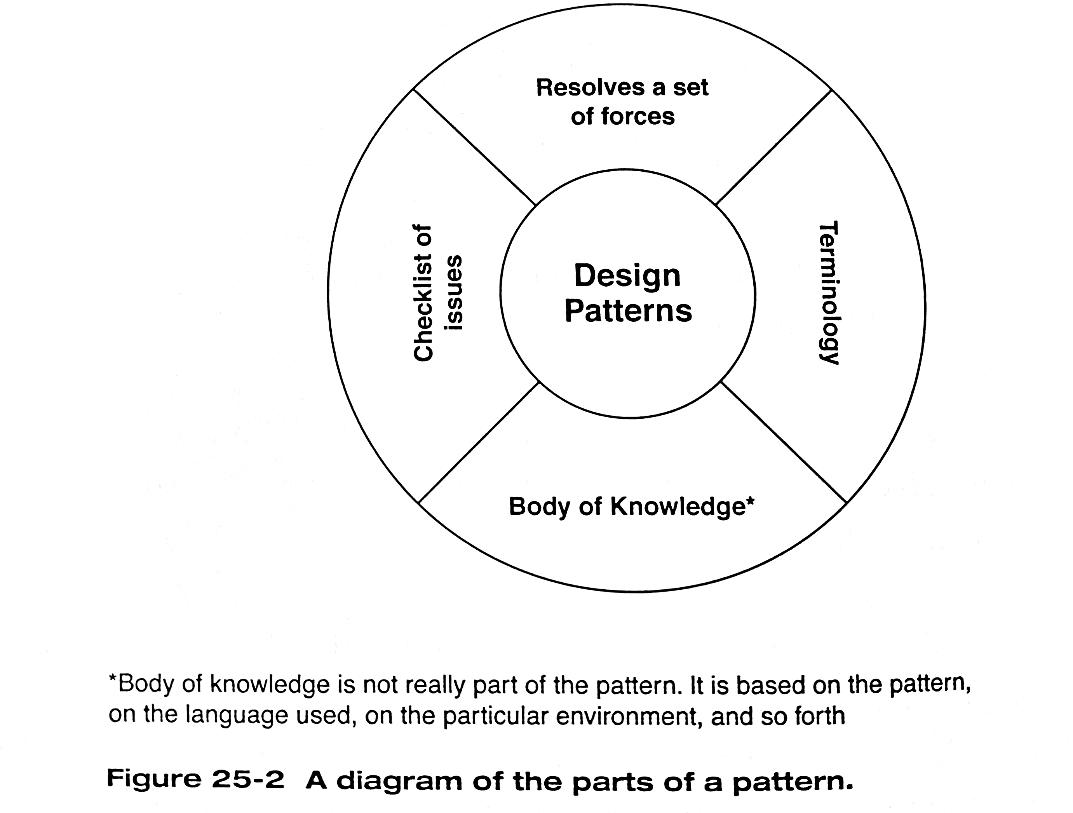 Resolves a set
of forces
Checklist of
issues
Design
Patterns
Terminology
Body of Knowledge*
*Body of knowledge is not really part of the pattern. It is based on the pattern,
on the language used, on the particular environment, and so forth
Figure 25-2 A diagram of the parts of a pattern.